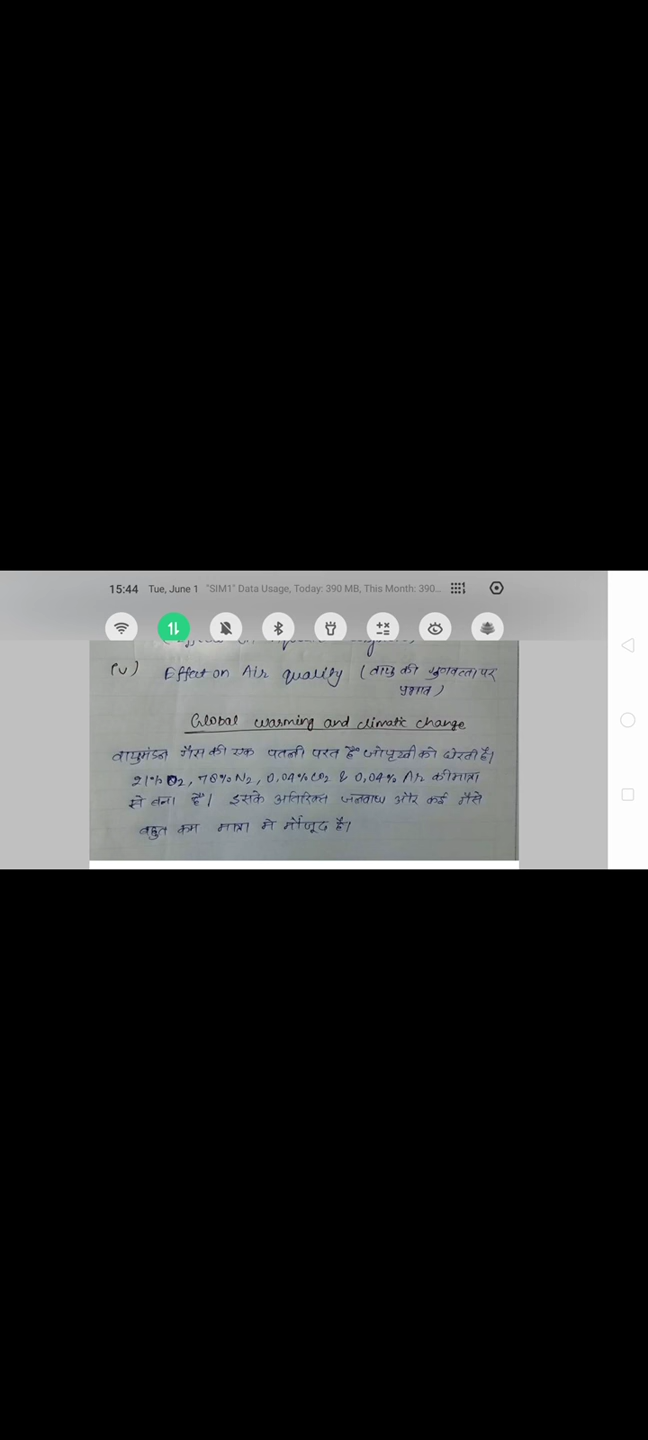 15:44 Tue, June 1 "SIM1" Data Usage, Today: 390 MB, This Month: 390...
(v) Effect on Air quality (वायु की गुणवत्ता पर
प्रभाव)
Global warming and climatic change
वायुमंडल गैस की एक पतली परत हैं जो पृथ्वी को घेरती है।
21% O2, 78% N2, 0.04% CO2 & 0.04% की मात्रा
से बना है। इसके अतिरिक्त जलवाष्प और कई गैसे
बहुत कम मात्रा मे मौजूद है।